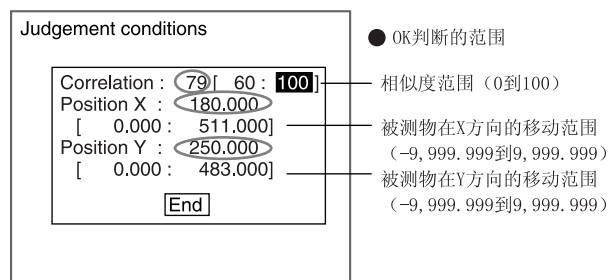 Judgement conditions
Correlation : 79 [ 60 : 100 ]
Position X : 180.000
[ 0.000 : 511.000]
Position Y : 250.000
[ 0.000 : 483.000]
End
● OK判断的范围
相似度范围（0到100）
被测物在X方向的移动范围
（-9,999.999到9,999.999）
被测物在Y方向的移动范围
（-9,999.999到9,999.999）